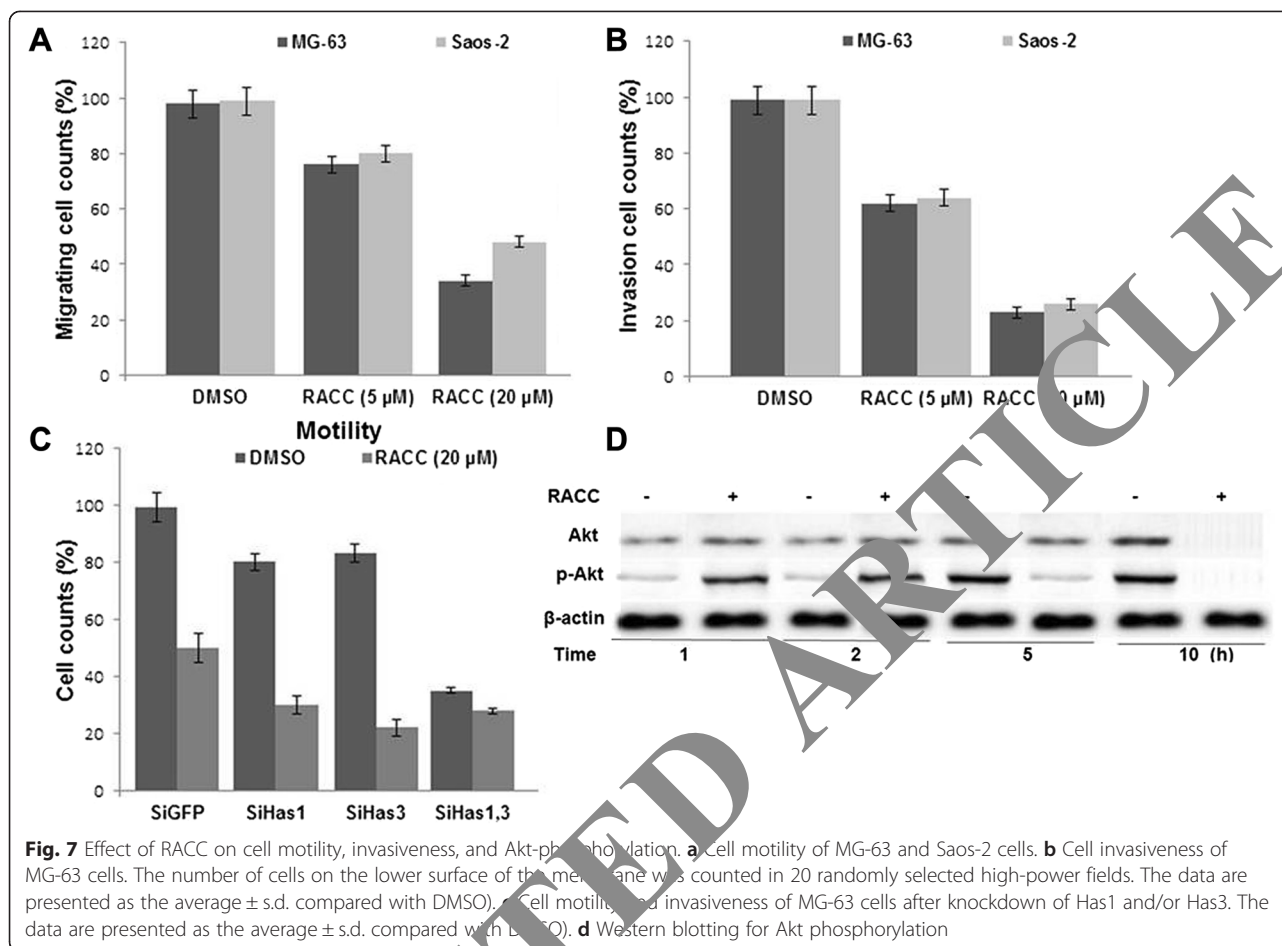 A
MG-63 Saos-2
Migrating cell counts (%)
120
100
80
60
40
20
0
DMSO RACC (5 µM) RACC (20 µM)
B
MG-63 Saos-2
Invasion cell counts (%)
120
100
80
60
40
20
0
DMSO RACC (5 µM)
C
Motility
DMSO RACC (20 µM)
Cell counts (%)
120
100
80
60
40
20
0
SiGFP SiHas1 SiHas3 SiHas1,3
D
RACC - + - + - - +
Akt
p-Akt
β-actin
Time 1 2 5 10 (h)
Fig. 7 Effect of RACC on cell motility, invasiveness, and a Cell motility of MG-63 and Saos-2 cells. b Cell invasiveness of
MG-63 cells. The number of cells on the lower surface of the was counted in 20 randomly selected high-power fields. The data are
presented as the average ± s.d. compared with DMSO). Cell motility invasiveness of MG-63 cells after knockdown of Has1 and/or Has3. The
data are presented as the average ± s.d. compared with d Western blotting for Akt phosphorylation
ARTICLE